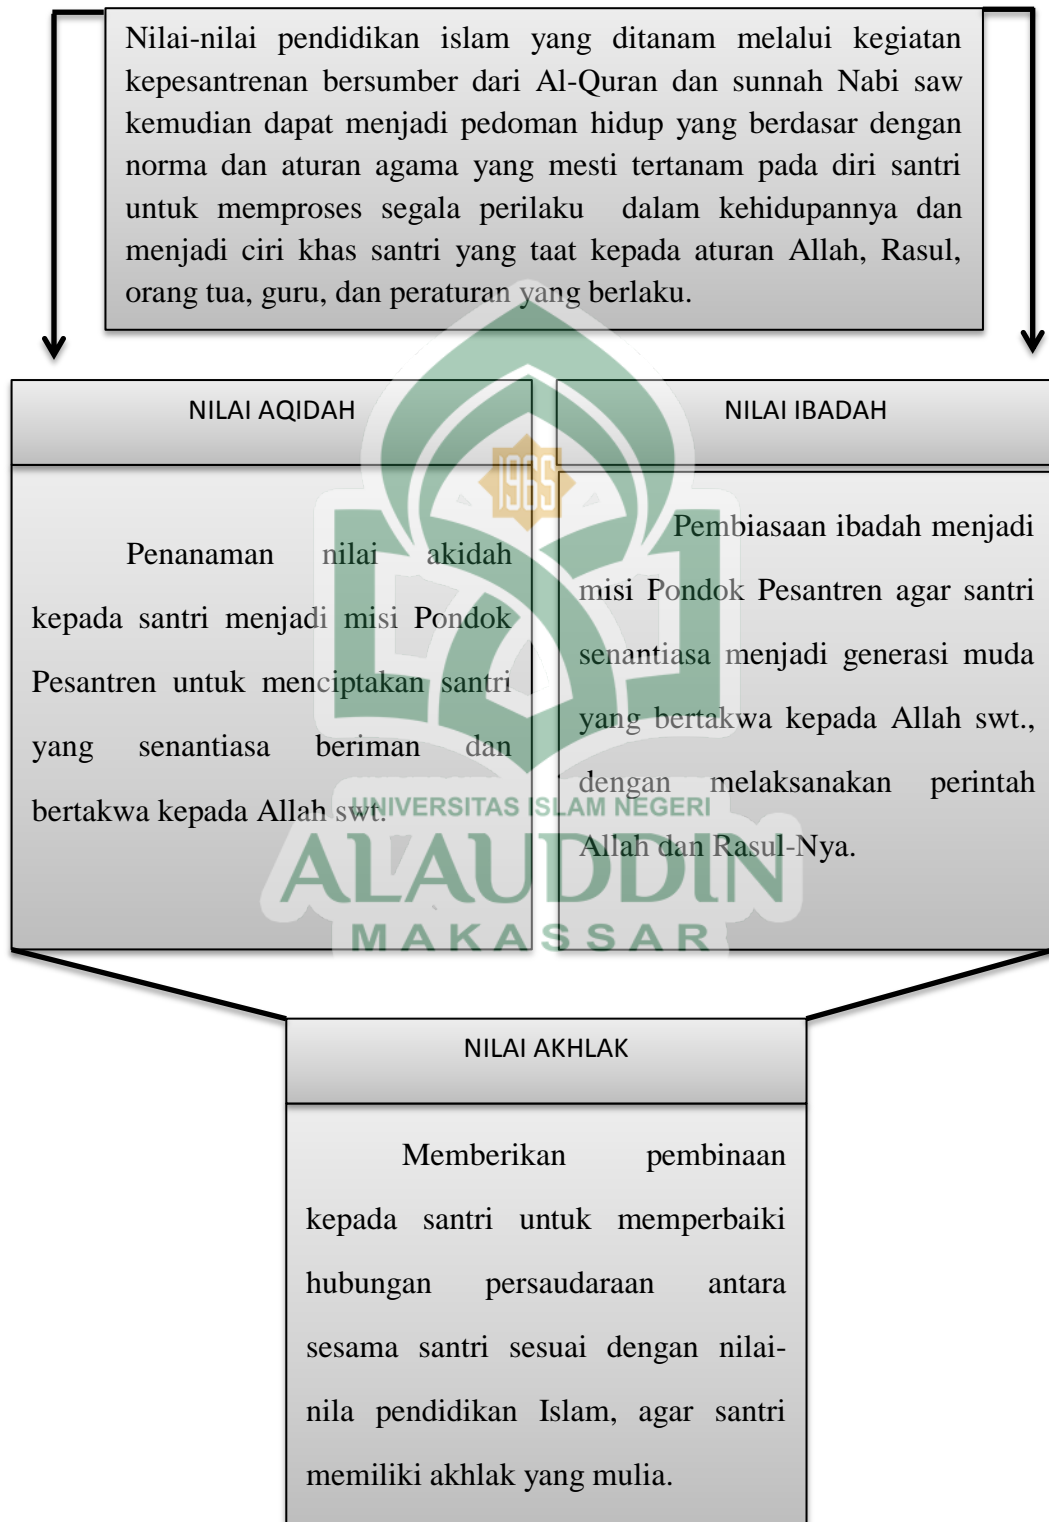 Nilai-nilai pendidikan islam yang ditanam melalui kegiatan
kepesantrenan bersumber dari Al-Quran dan sunnah Nabi saw
kemudian dapat menjadi pedoman hidup yang berdasar dengan
norma dan aturan agama yang mesti tertanam pada diri santri
untuk memproses segala perilaku dalam kehidupannya dan
menjadi ciri khas santri yang taat kepada aturan Allah, Rasul,
orang tua, guru, dan peraturan yang berlaku.
NILAI AQIDAH
Penanaman nilai akidah
kepada santri menjadi misi Pondok
Pesantren untuk menciptakan santri
yang senantiasa beriman dan
bertakwa kepada Allah swt.
NILAI IBADAH
Pembiasaan ibadah menjadi
misi Pondok Pesantren agar santri
senantiasa menjadi generasi muda
yang bertakwa kepada Allah swt.,
dengan melaksanakan perintah
Allah dan Rasul-Nya.
1965
UNIVERSITAS ISLAM NEGERI
ALAUDDIN
MAKASSAR
NILAI AKHLAK
Memberikan pembinaan
kepada santri untuk memperbaiki
hubungan persaudaraan antara
sesama santri sesuai dengan nilai-
nila pendidikan Islam, agar santri
memiliki akhlak yang mulia.